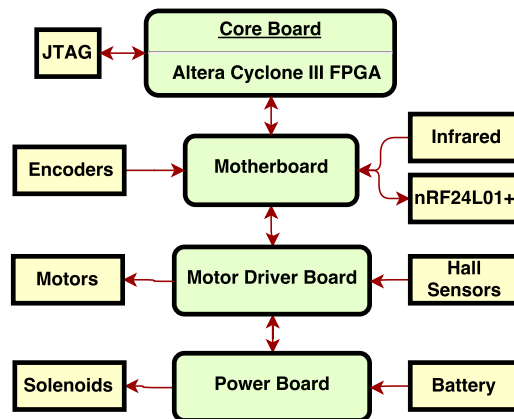 Core Board
JTAG
Altera Cyclone III FPGA
Infrared
Encoders
Motherboard
nRF24L01+
Motors
Motor Driver Board
Hall
Sensors
Solenoids
Power Board
Battery